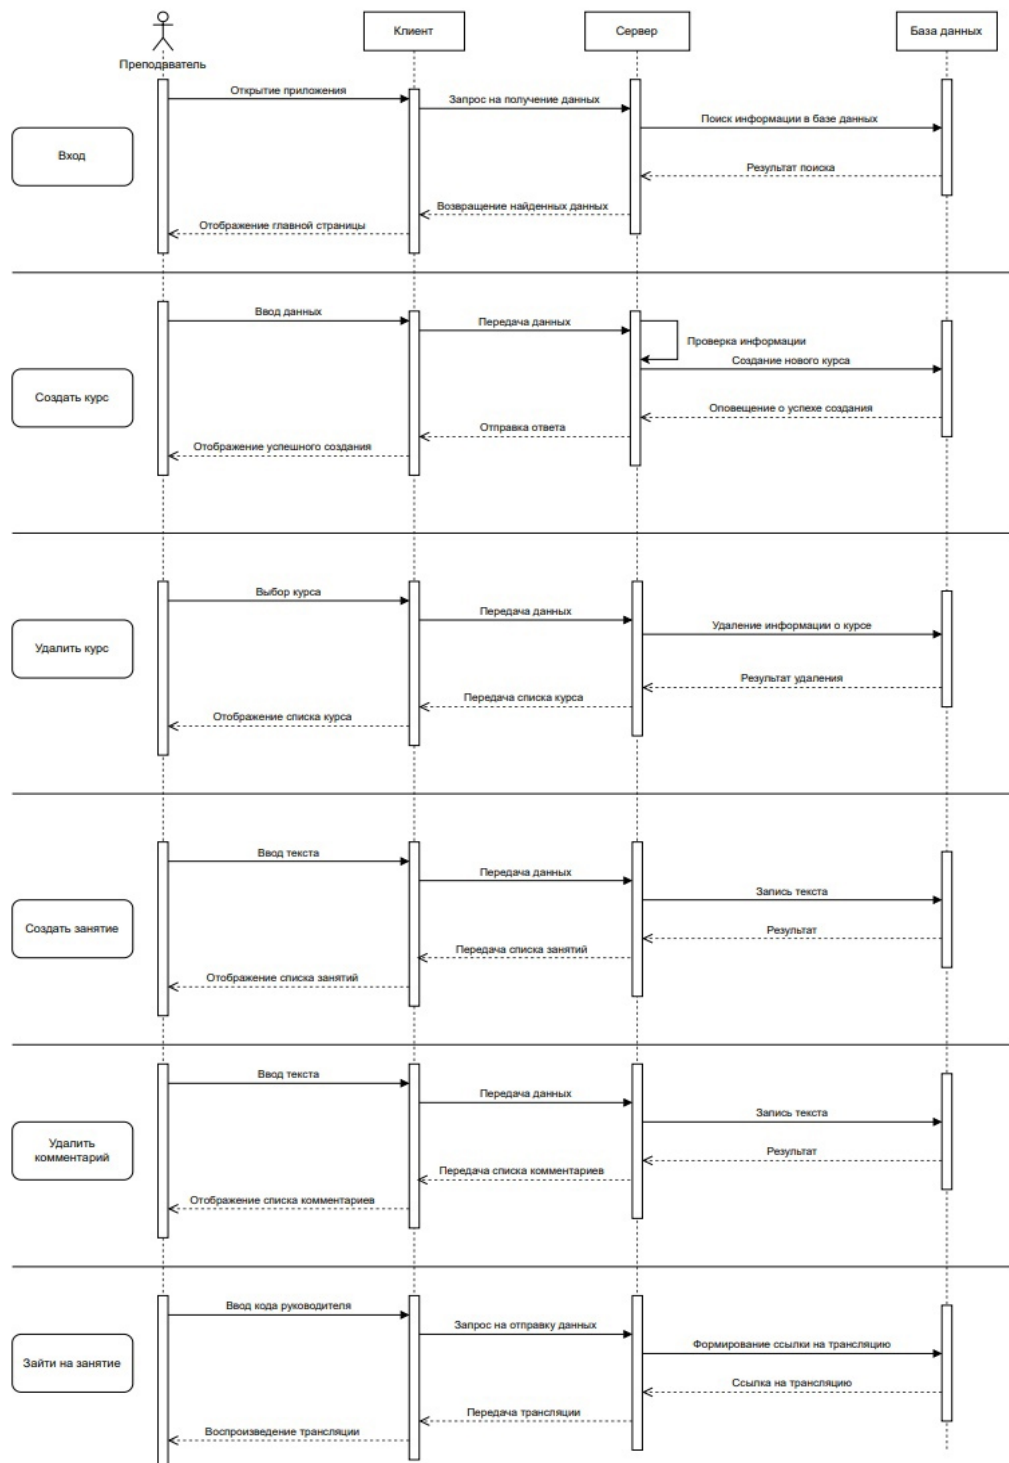 Преподаватель
Клиент
Сервер
База данных
Вход
Открытие приложения
Запрос на получение данных
Поиск информации в базе данных
Результат поиска
Возвращение найденных данных
Отображение главной страницы
Создать курс
Ввод данных
Передача данных
Проверка информации
Создание нового курса
Оповещение о успехе создания
Отправка ответа
Отображение успешного создания
Удалить курс
Выбор курса
Передача данных
Удаление информации о курсе
Результат удаления
Передача списка курса
Отображение списка курса
Создать занятие
Ввод текста
Передача данных
Запись текста
Результат
Передача списка занятий
Отображение списка занятий
Удалить
комментарий
Ввод текста
Передача данных
Запись текста
Результат
Передача списка комментариев
Отображение списка комментариев
Зайти на занятие
Ввод кода руководителя
Запрос на отправку данных
Формирование ссылки на трансляцию
Ссылка на трансляцию
Передача трансляции
Воспроизведение трансляции